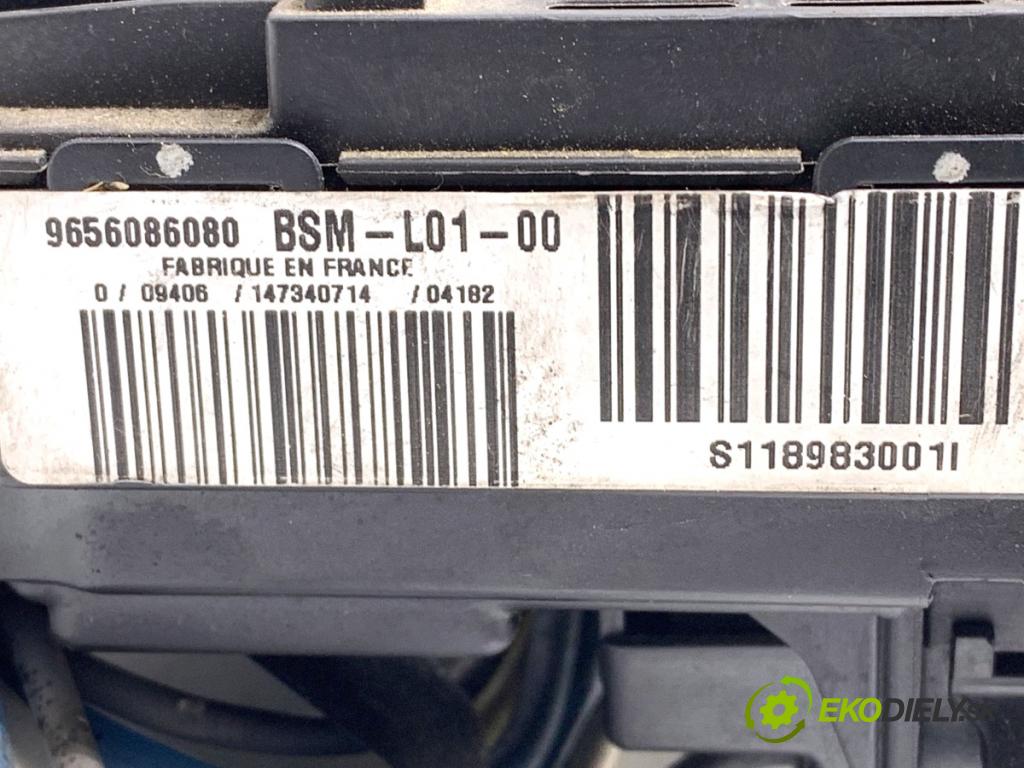 9656086080 BSM-L01-00
FABRIQUE EN FRANCE
0 / 09406 / 147340714 / 04182
S118983001I
EKODIELY.SK